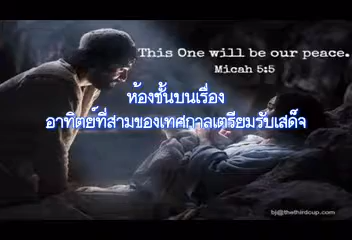 This One will be our peace.
Micah 5:5
ห้องชั้นบนเรื่อง
อาทิตย์ที่สามของเทศกาลเตรียมรับเสด็จ
bj@thethirdcup.com